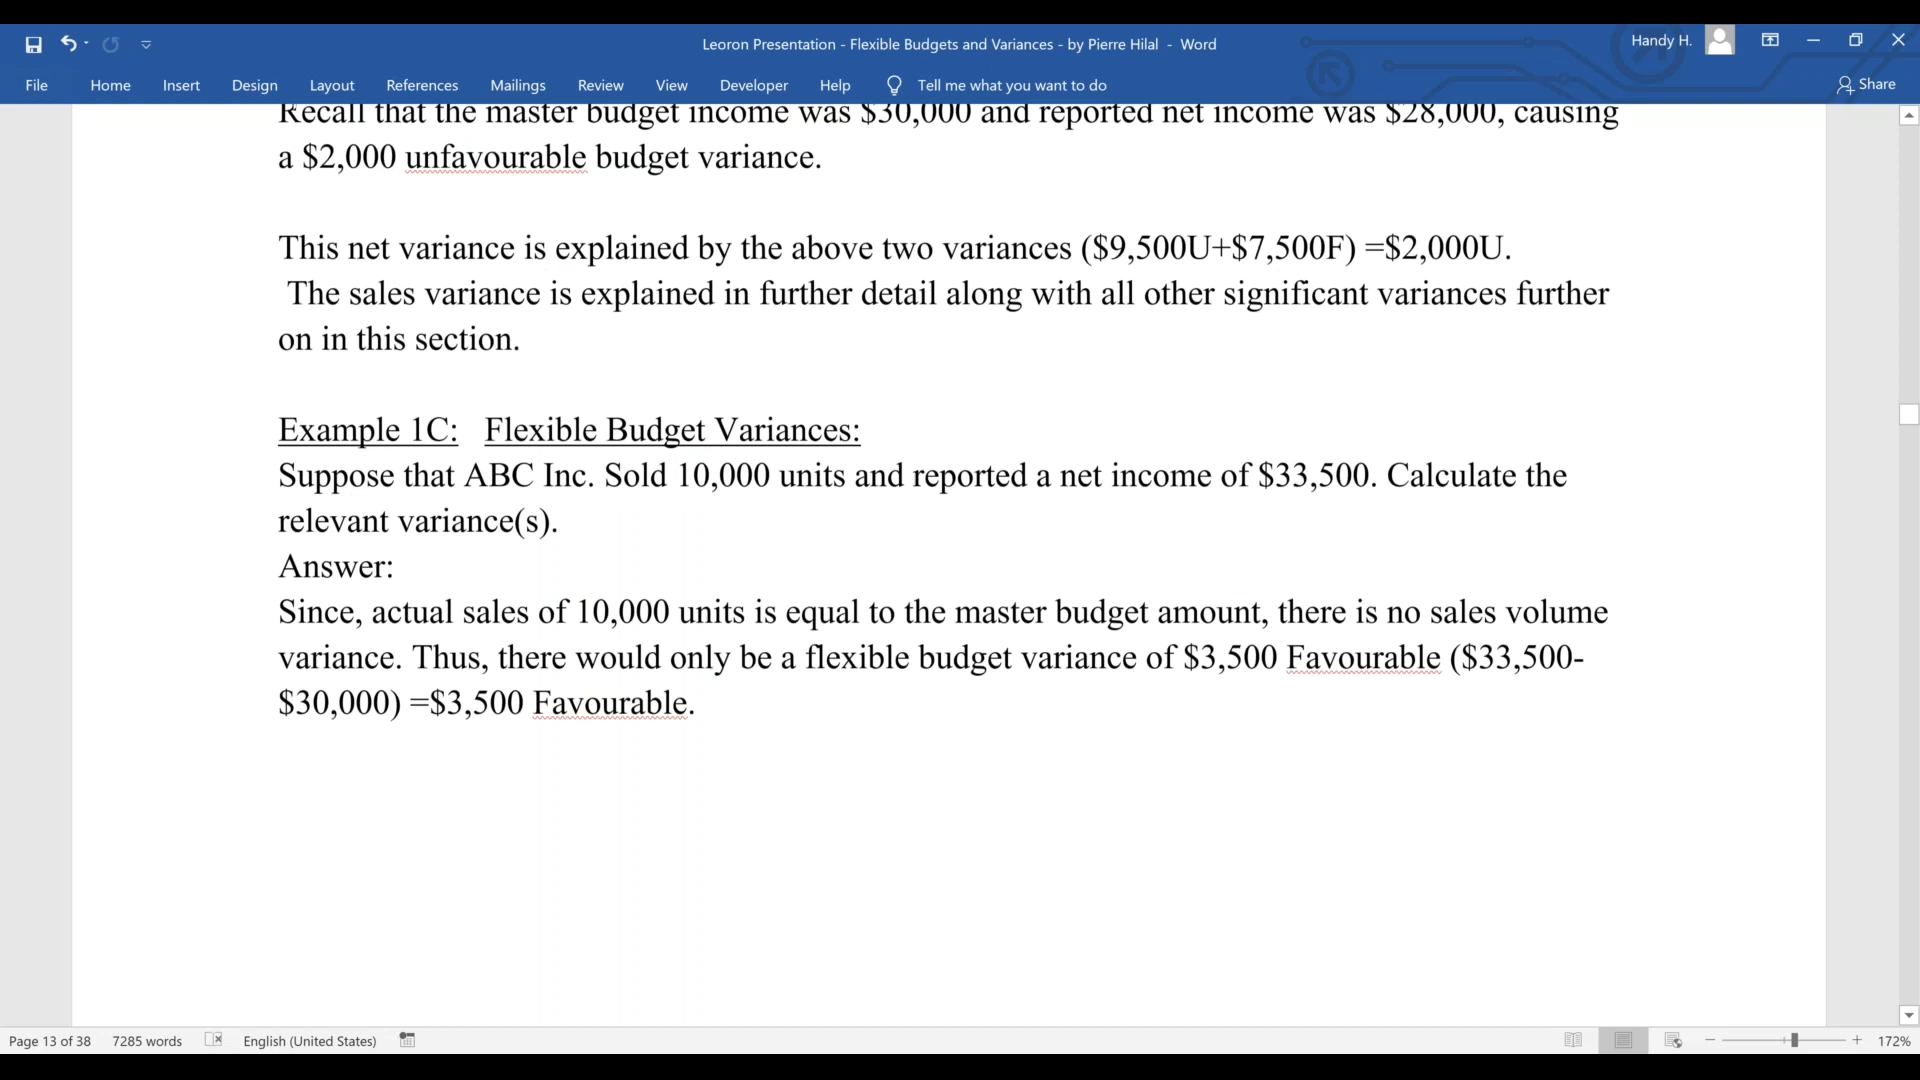 Leoron Presentation - Flexible Budgets and Variances - by Pierre Hilal - Word
Handy H.
File Home Insert Design Layout References Mailings Review View Developer Help Tell me what you want to do Share
Recall that the master budget income was $30,000 and reported net income was $28,000, causing
a $2,000 unfavourable budget variance.
This net variance is explained by the above two variances ($9,500U+$7,500F) =$2,000U.
The sales variance is explained in further detail along with all other significant variances further
on in this section.
Example 1C: Flexible Budget Variances:
Suppose that ABC Inc. Sold 10,000 units and reported a net income of $33,500. Calculate the
relevant variance(s).
Answer:
Since, actual sales of 10,000 units is equal to the master budget amount, there is no sales volume
variance. Thus, there would only be a flexible budget variance of $3,500 Favourable ($33,500-
$30,000) =$3,500 Favourable.
Page 13 of 38 7285 words English (United States) 172%